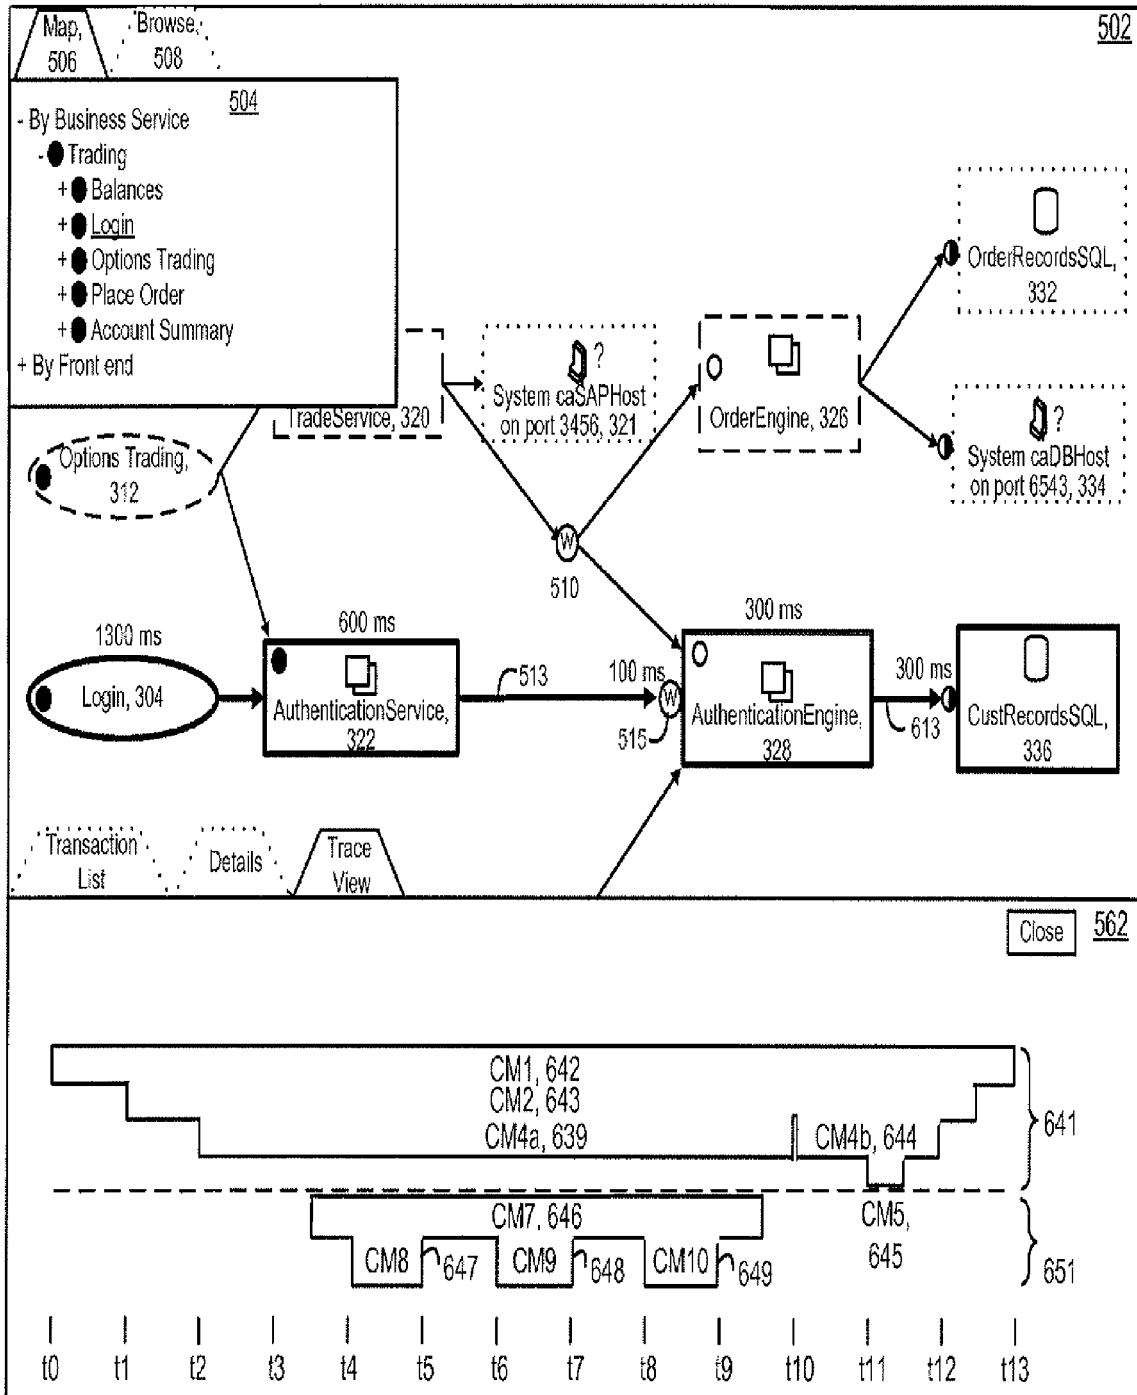 Map,
506
Browse,
508
502
504
- By Business Service
- Trading
+ Balances
+ Login
+ Options Trading
+ Place Order
+ Account Summary
+ By Front end
TradeService, 320
?
System caSAPHost
on port 3456, 321
OrderEngine, 326
OrderRecordsSQL,
332
?
System caDBHost
on port 6543, 334
Options Trading,
312
W
510
1300 ms
Login, 304
600 ms
AuthenticationService,
322
513
100 ms
W
515
300 ms
AuthenticationEngine,
328
300 ms
613
CustRecordsSQL,
336
Transaction
List
Details
Trace
View
Close
562
CM1, 642
CM2, 643
CM4a, 639
CM4b, 644
641
CM7, 646
CM5,
645
CM8
647
CM9
648
CM10
649
651
t0 t1 t2 t3 t4 t5 t6 t7 t8 t9 t10 t11 t12 t13